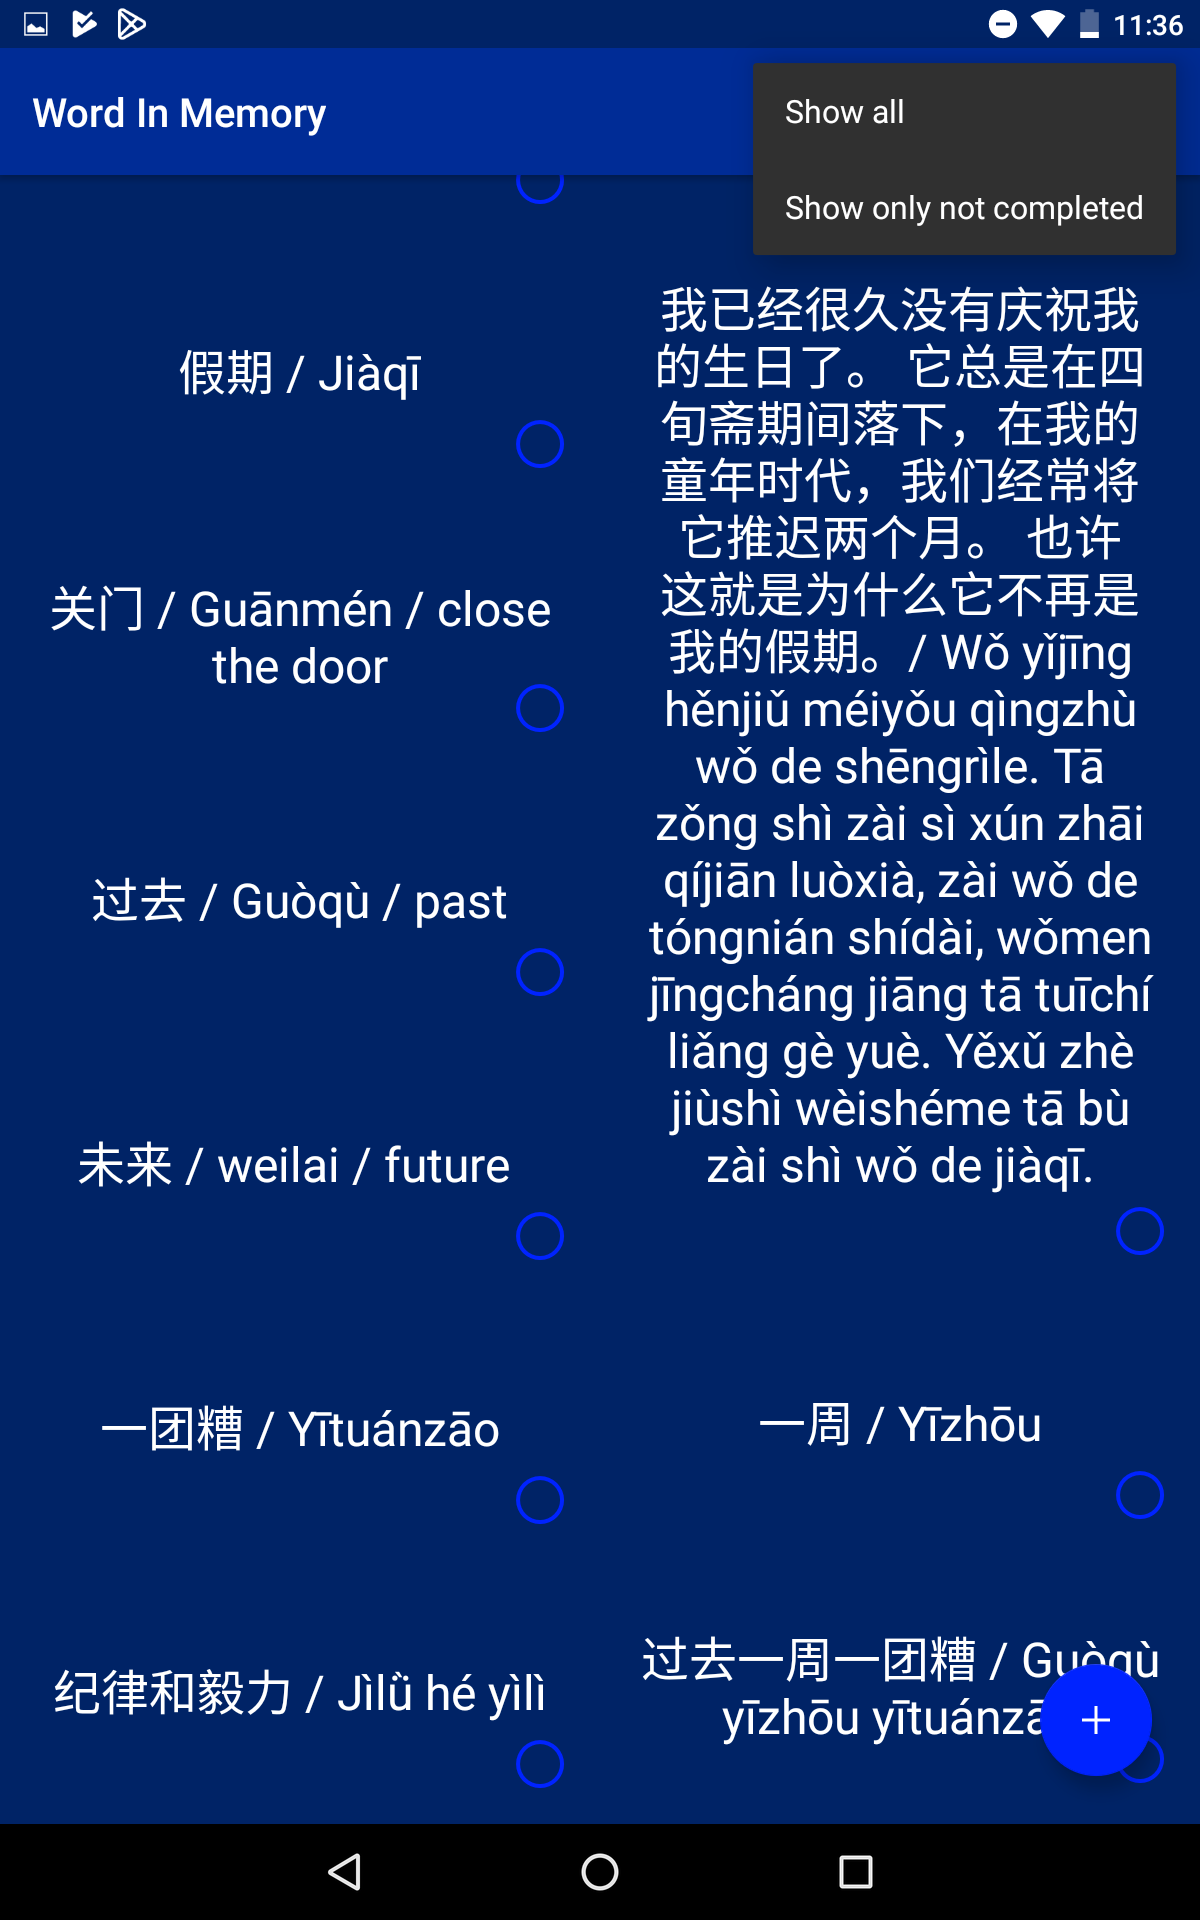 11:36
Word In Memory
Show all
Show only not completed
假期 / Jiàqī
关门 / Guānmén / close
the door
过去 / Guòqù / past
未来 / weilai / future
一团糟 / Yītuánzāo
纪律和毅力 / Jìlǜ hé yìlì
我已经很久没有庆祝我
的生日了。 它总是在四
旬斋期间落下，在我的
童年时代，我们经常将
它推迟两个月。 也许
这就是为什么它不再是
我的假期。/ Wǒ yǐjīng
hěnjiǔ méiyǒu qìngzhù
wǒ de shēngrìle. Tā
zǒng shì zài sì xún zhāi
qíjiān luòxià, zài wǒ de
tóngnián shídài, wǒmen
jīngcháng jiāng tā tuīchí
liǎng gè yuè. Yěxǔ zhè
jiùshì wèishéme tā bù
zài shì wǒ de jiàqī.
一周 / Yīzhōu
过去一周一团糟 / Guòqù
yīzhōu